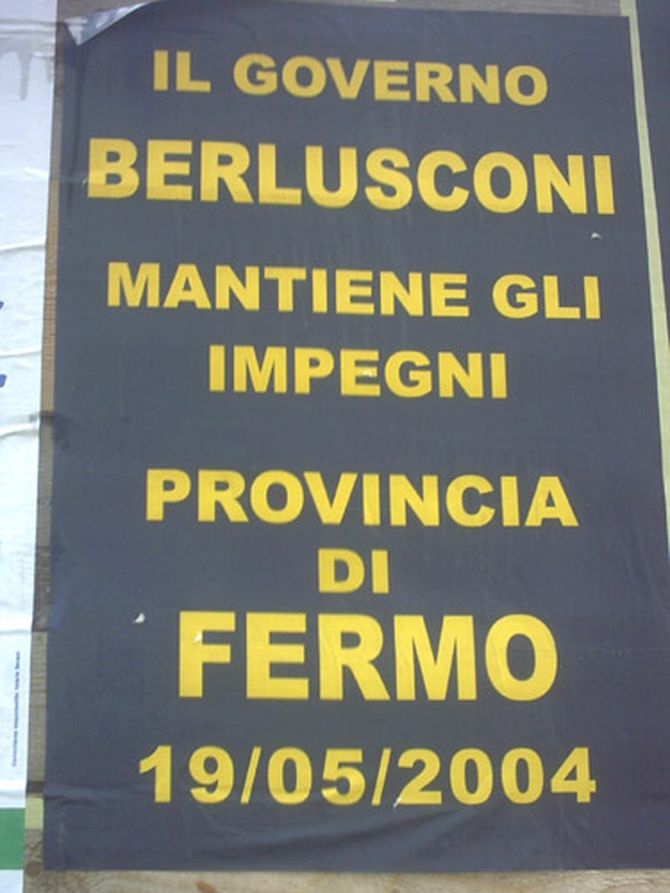 IL GOVERNO
BERLUSCONI
MANTIENE GLI
IMPEGNI
PROVINCIA
DI
FERMO
19/05/2004